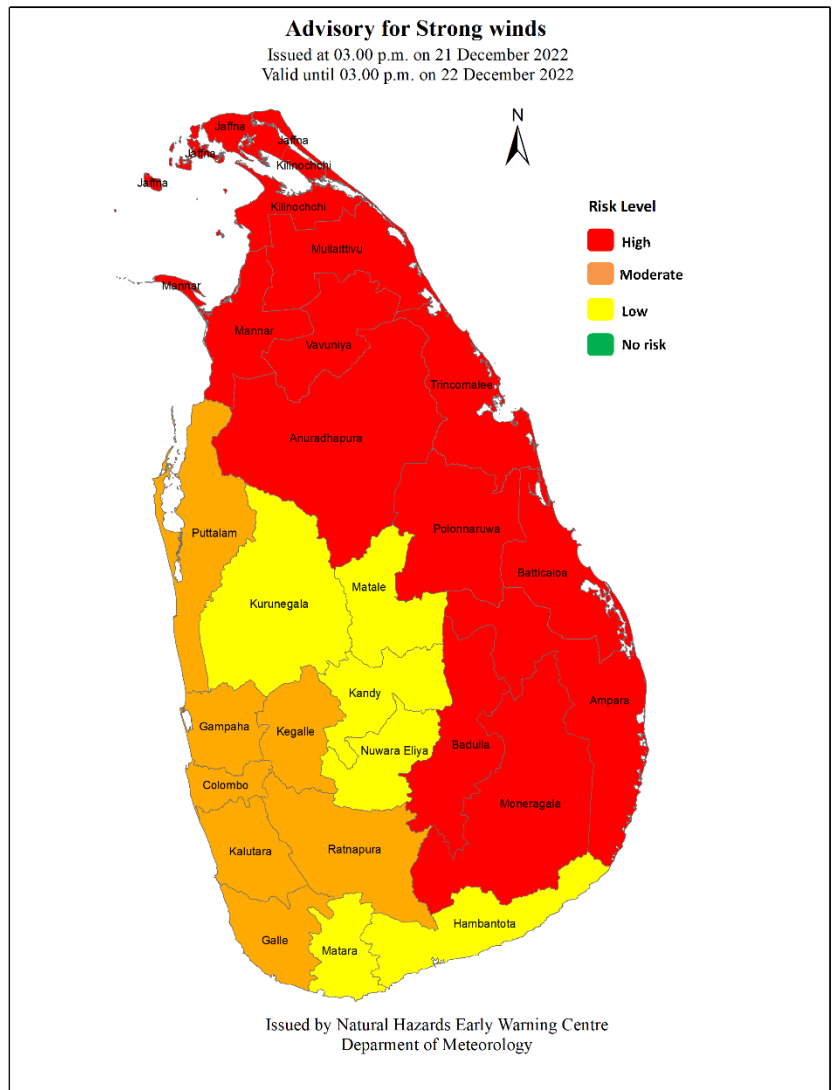 Advisory for Strong winds
Issued at 03.00 p.m. on 21 December 2022
Valid until 03.00 p.m. on 22 December 2022
N
Jaffna
Jaffna
Jaffna
Kilinochchi
Jaffna
Kilinochchi
Mullaittivu
Mannar
Mannar
Vavuniya
Trincomalee
Anuradhapura
Risk Level
High
Moderate
Low
No risk
Puttalam
Polonnaruwa
Batticaloa
Matale
Kurunegala
Kandy
Ampara
Gampaha
Kegalle
Nuwara Eliya
Badulla
Colombo
Moneragala
Kalutara
Ratnapura
Hambantota
Galle
Matara
Issued by Natural Hazards Early Warning Centre
Deparment of Meteorology